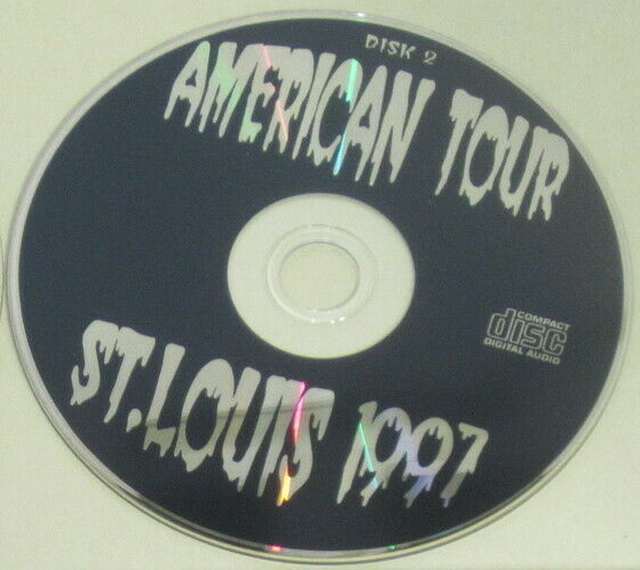 DISK 2
AMERICAN TOUR
COMPACT
disc
DIGITAL AUDIO
ST.LOUIS 1997